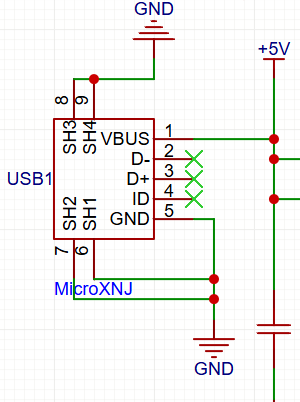 GND
+5V
8
9
SH3
SH4
VBUS 1
D- 2
D+ 3
ID 4
GND 5
USB1
SH2
SH1
7
6
MicroXNJ
GND